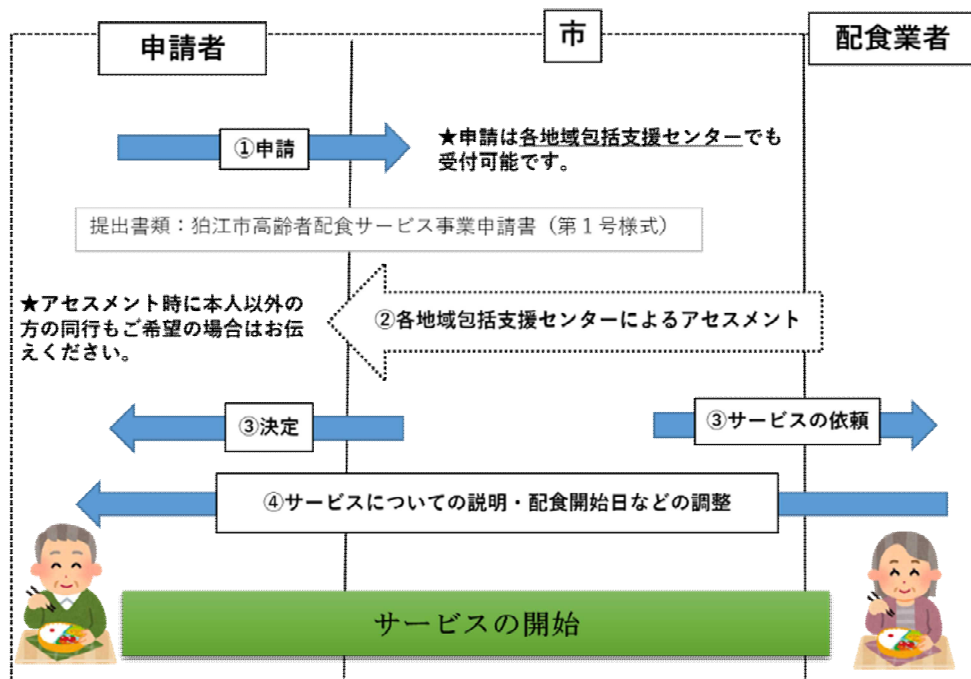 申請者
市
配食業者
①申請
★申請は各地域包括支援センターでも
受付可能です。
提出書類：狛江市高齢者配食サービス事業申請書（第１号様式）
★アセスメント時に本人以外の
方の同行もご希望の場合はお伝
えください。
②各地域包括支援センターによるアセスメント
③決定
③サービスの依頼
④サービスについての説明・配食開始日などの調整
サービスの開始